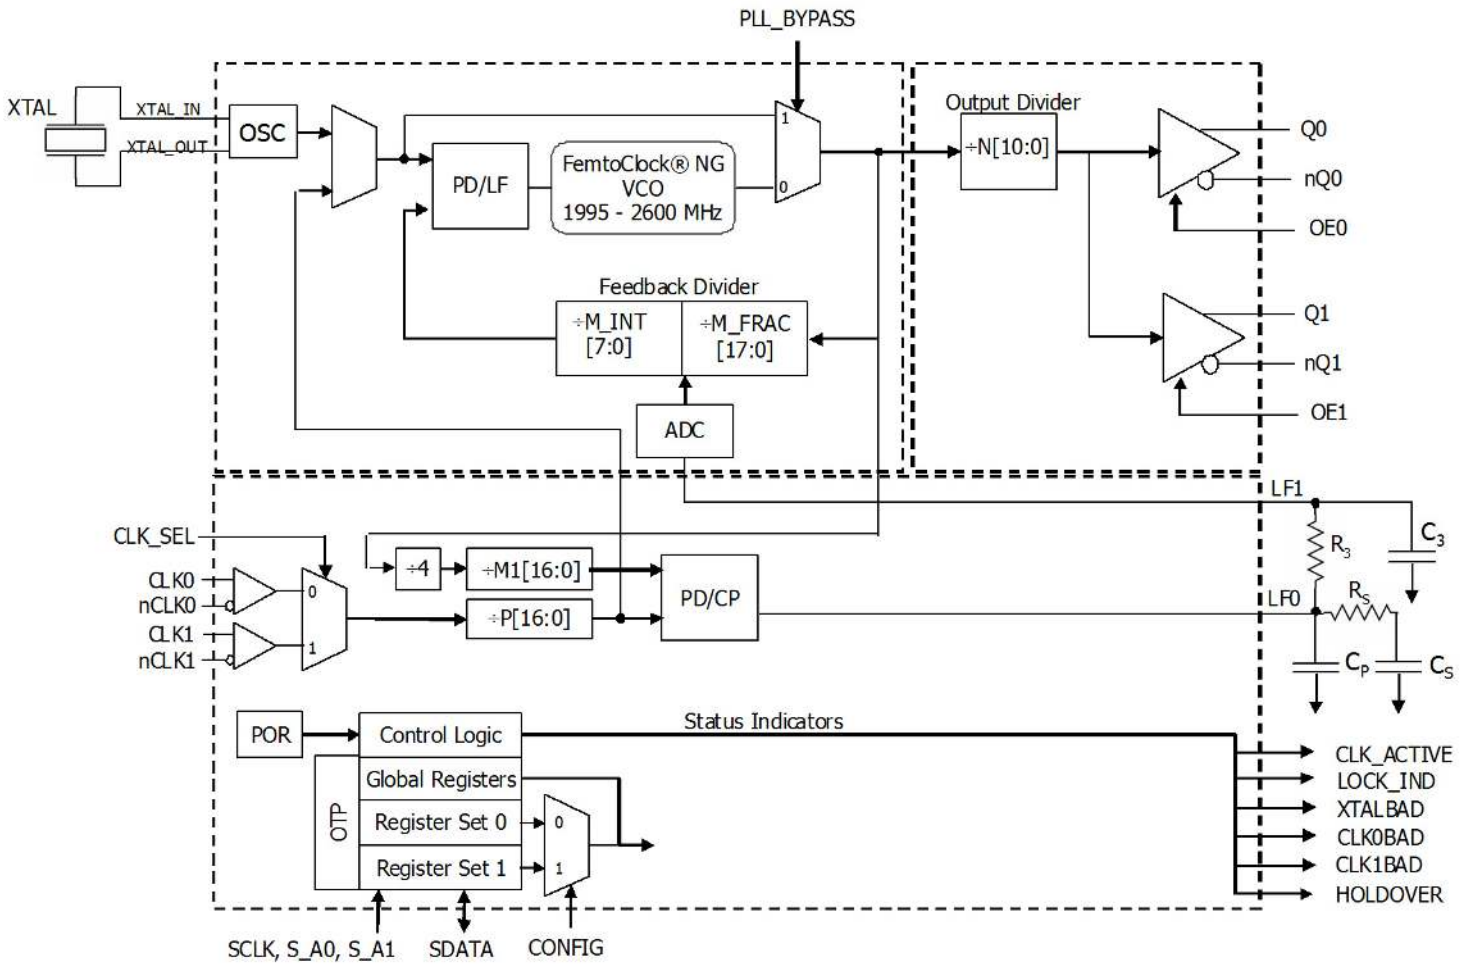 PLL_BYPASS
XTAL
XTAL_IN
XTAL_OUT
OSC
PD/LF
FemtoClock® NG
VCO
1995 - 2600 MHz
1
0
Output Divider
÷N[10:0]
Q0
nQ0
OE0
Q1
nQ1
OE1
Feedback Divider
÷M_INT
[7:0]
÷M_FRAC
[17:0]
ADC
LF1
R3
C3
LF0
RS
CP
CS
CLK_SEL
CLK0
nCLK0
CLK1
nCLK1
0
1
÷4
÷M1[16:0]
÷P[16:0]
PD/CP
POR
Control Logic
Status Indicators
OTP
Global Registers
Register Set 0
Register Set 1
0
1
CLK_ACTIVE
LOCK_IND
XTALBAD
CLK0BAD
CLK1BAD
HOLDOVER
SCLK, S_A0, S_A1
SDATA
CONFIG